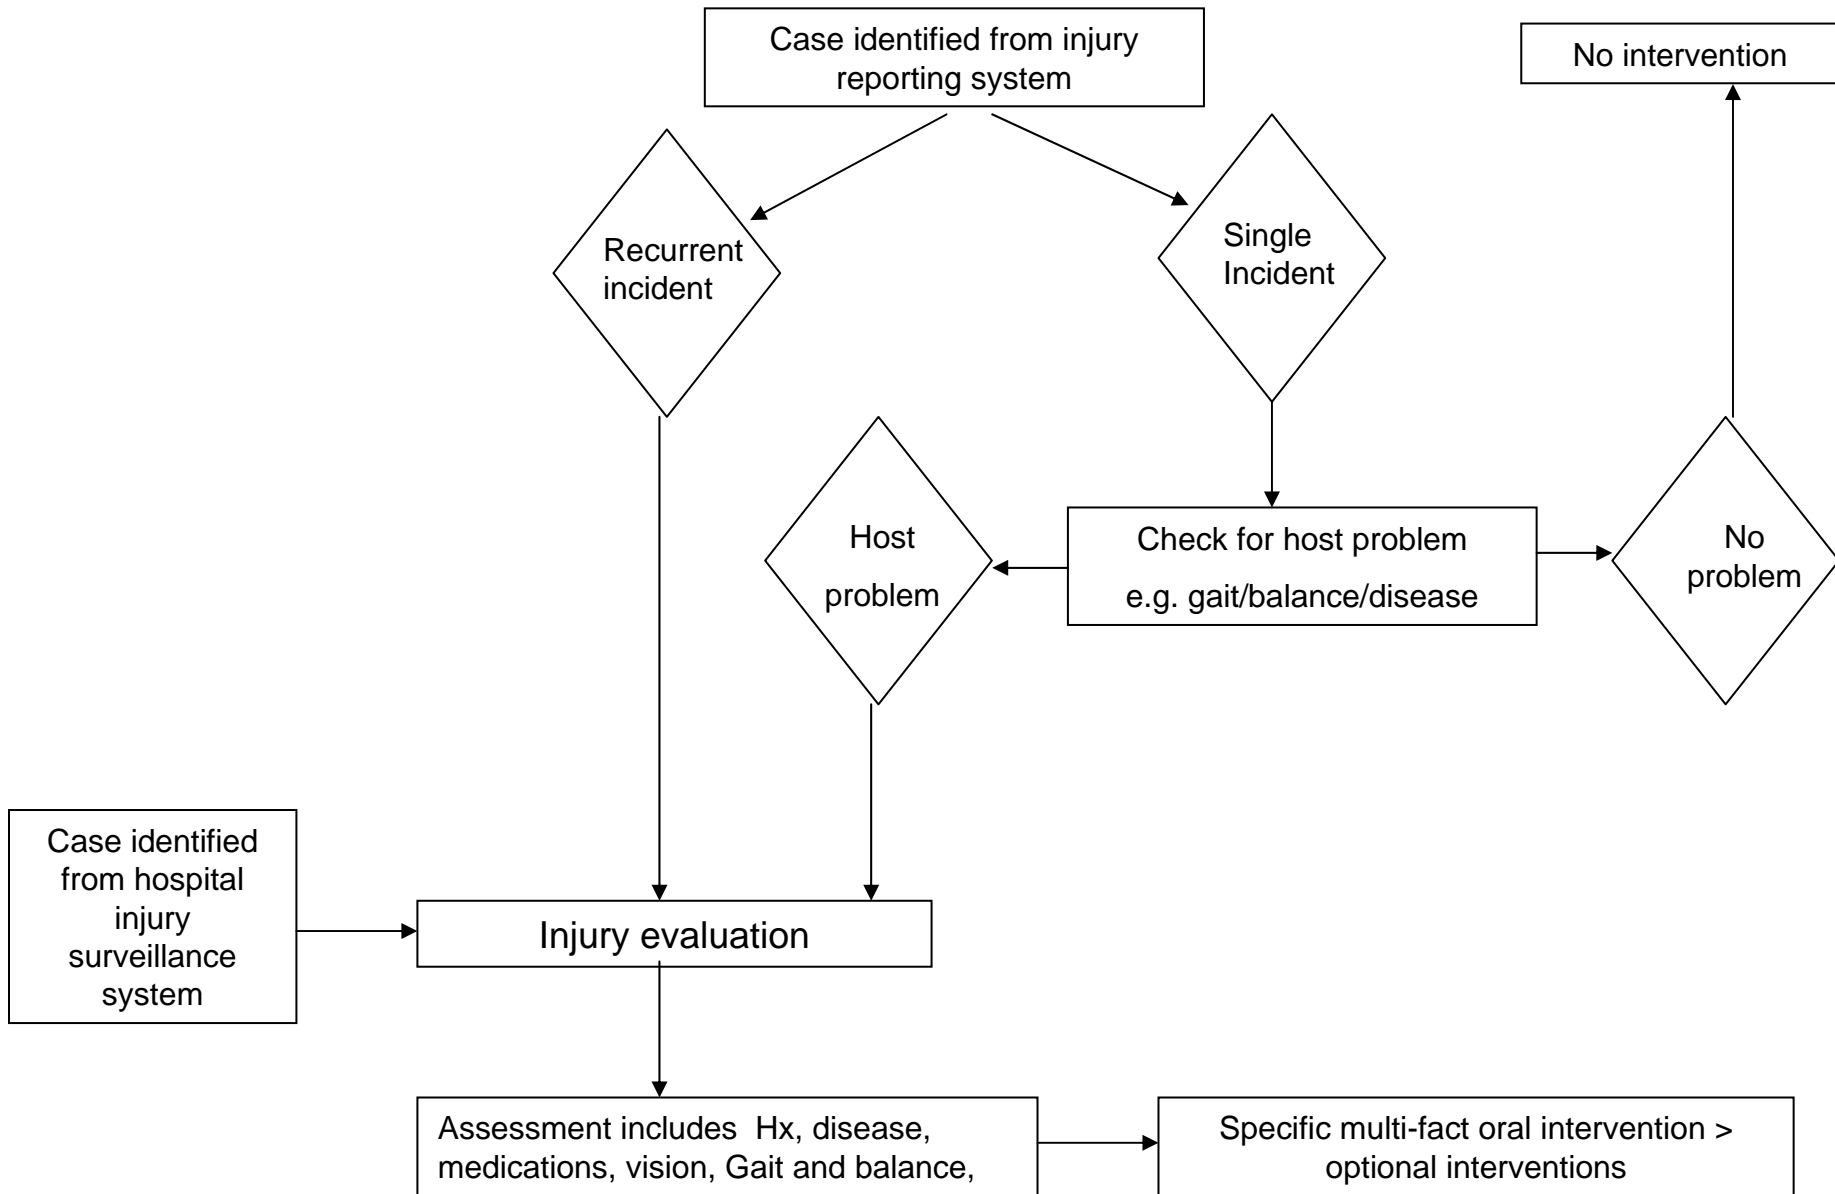 Case identified from injury
reporting system
No intervention
Recurrent
incident
Single
Incident
Host
problem
Check for host problem
e.g. gait/balance/disease
No
problem
Case identified
from hospital
injury
surveillance
system
Injury evaluation
Assessment includes  Hx, disease,
medications, vision, Gait and balance,
Specific multi-fact oral intervention >
optional interventions